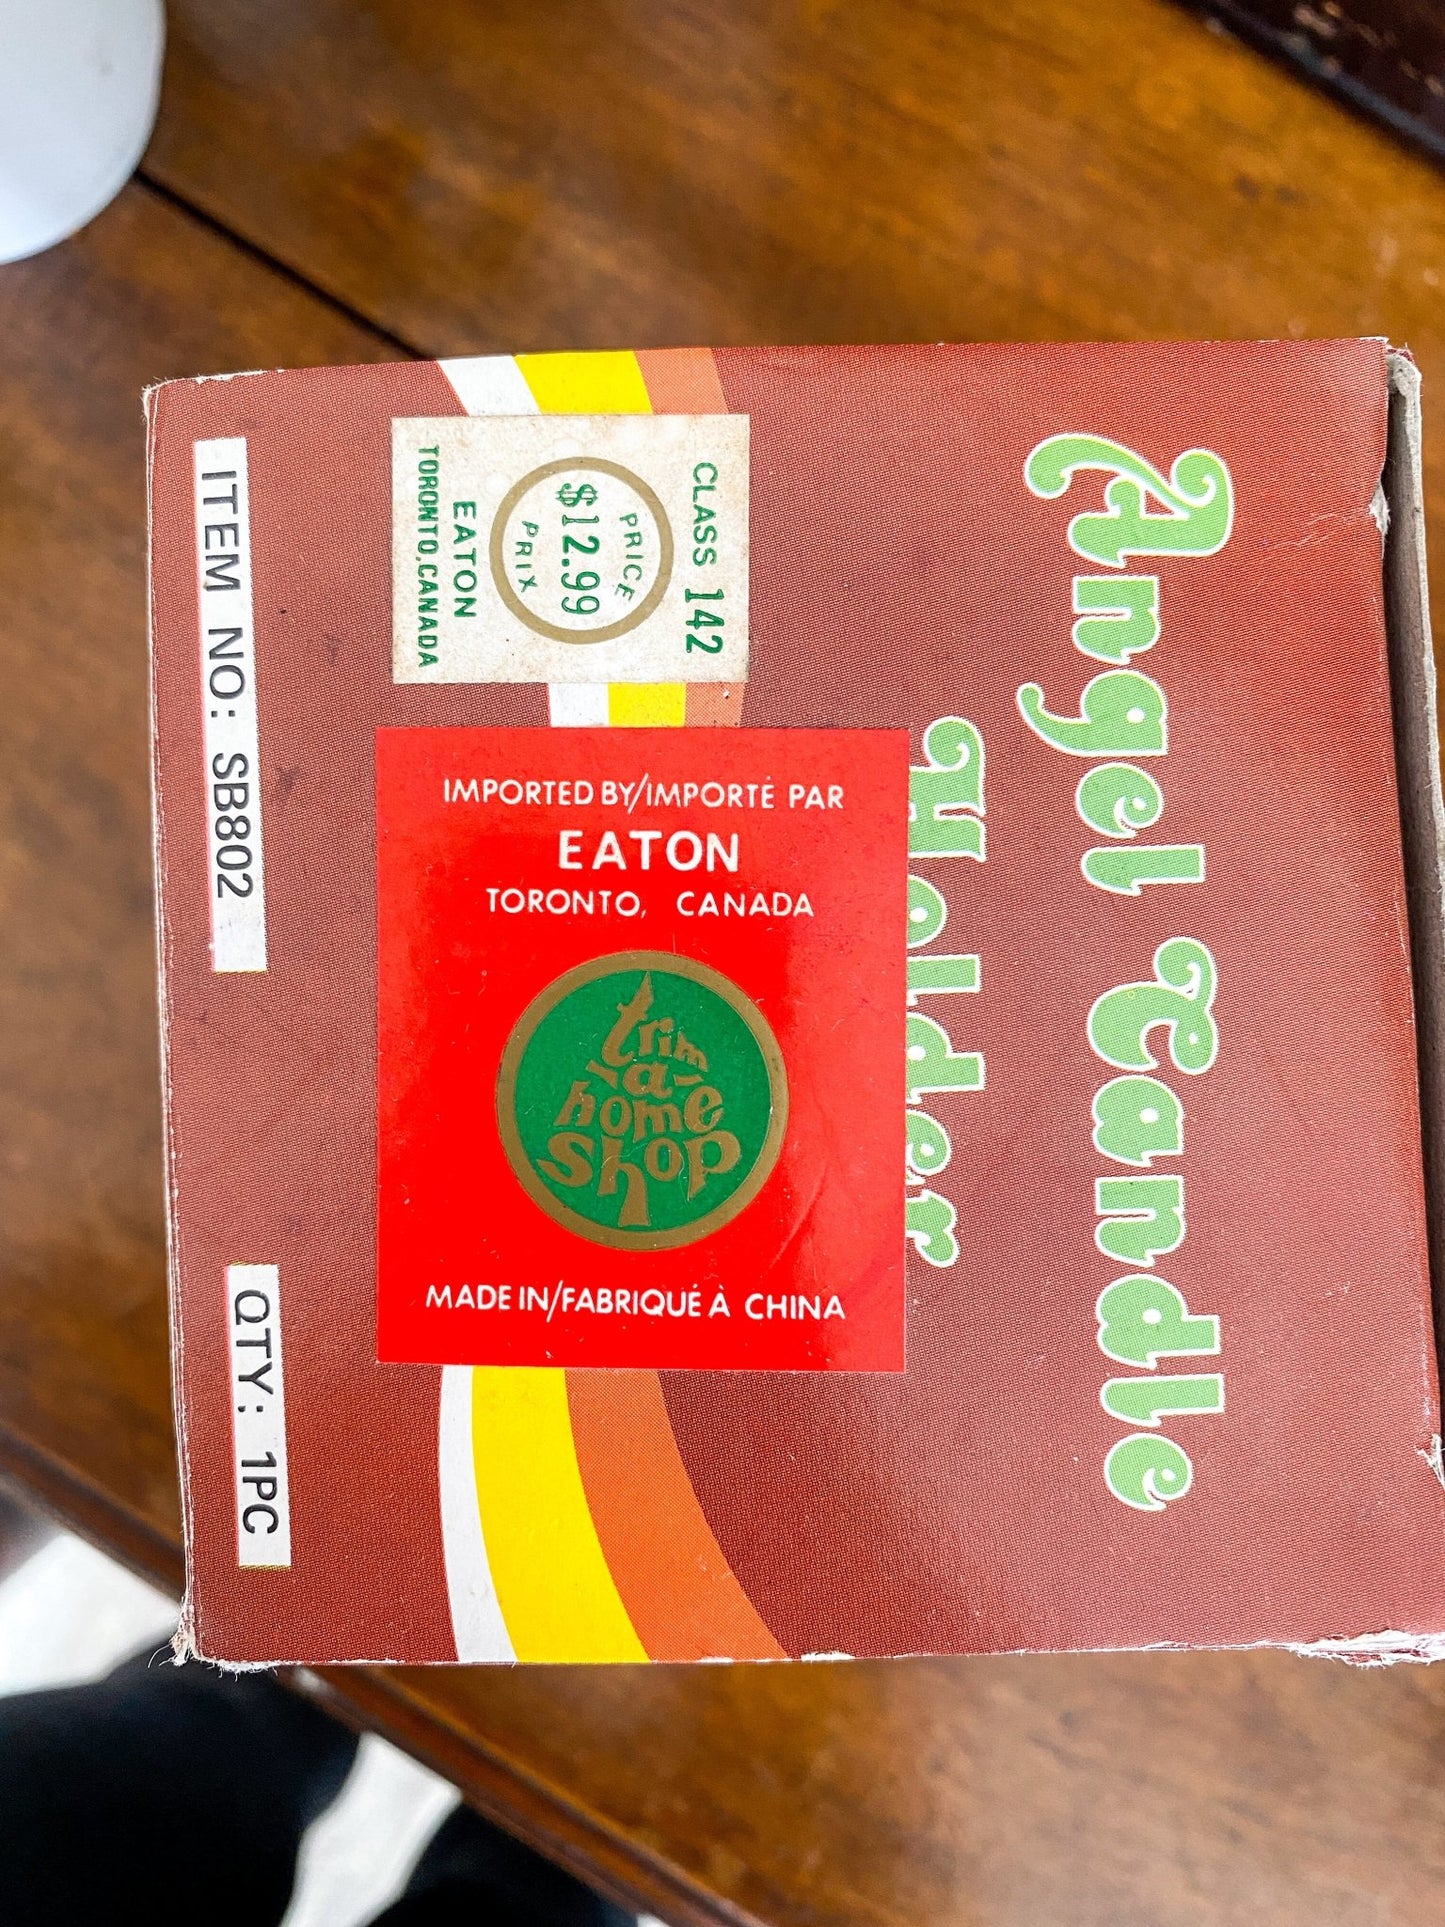 Angel Candle
Holder
CLASS 142
PRICE
$12.99
PRIX
EATON
TORONTO, CANADA
IMPORTED BY/IMPORTÉ PAR
EATON
TORONTO, CANADA
trim
-a-
home
shop
MADE IN/FABRIQUÉ À CHINA
ITEM NO: SB802
QTY: 1PC